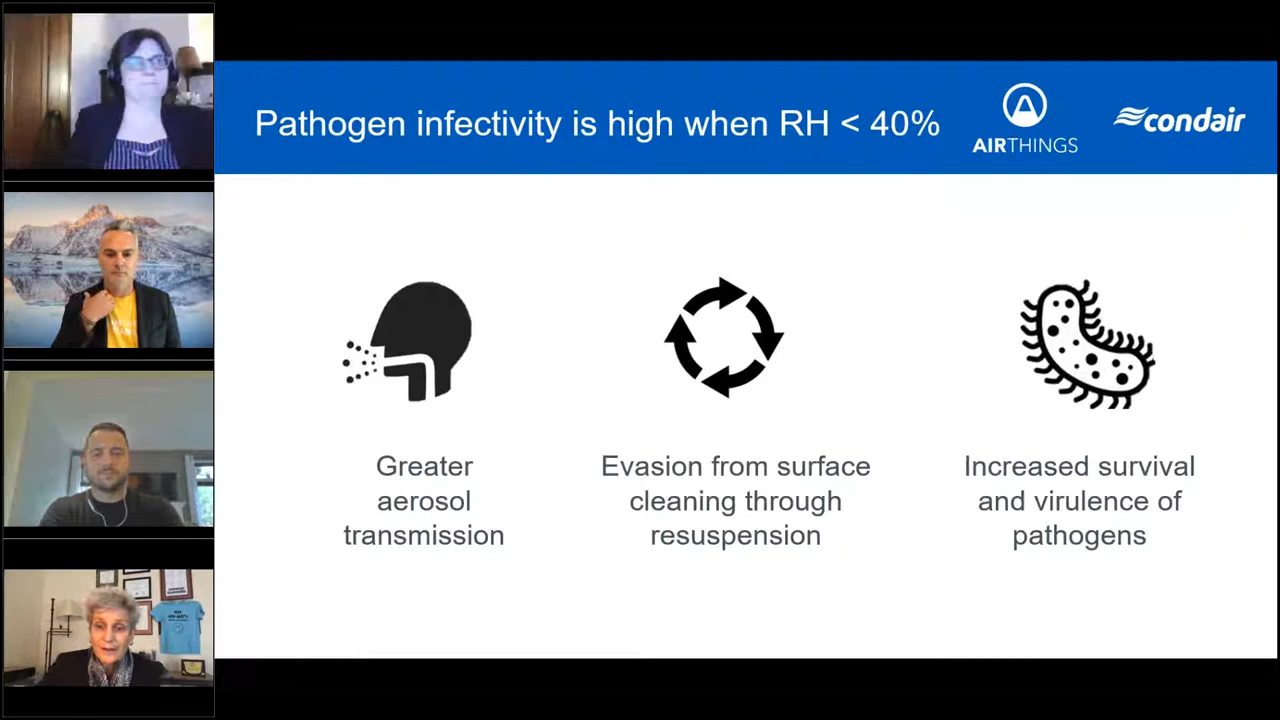 Pathogen infectivity is high when RH < 40%
AIRTHINGS
condair
Greater
aerosol
transmission
Evasion from surface
cleaning through
resuspension
Increased survival
and virulence of
pathogens